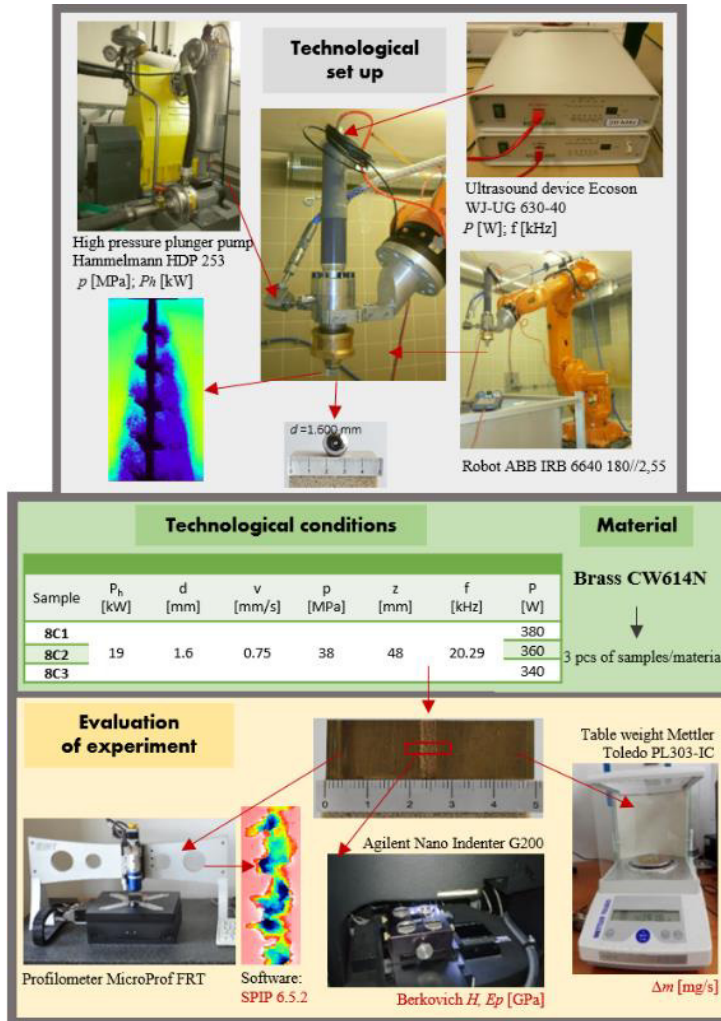 Technological
set up
High pressure plunger pump
Hammelmann HDP 253
p [MPa]; Ph [kW]
Ultrasound device Ecoson
WJ-UG 630-40
P [W]; f [kHz]
d =1.600 mm
1 2 3 4
Robot ABB IRB 6640 180//2,55
Technological conditions
Material
Sample Ph [kW] d [mm] v [mm/s] p [MPa] z [mm] f [kHz] P [W]
8C1 380
8C2 19 1.6 0.75 38 48 20.29 360
8C3 340
Brass CW614N
3 pcs of samples/materia
Evaluation
of experiment
0 1 2 3 4 5
Table weight Mettler
Toledo PL303-IC
Agilent Nano Indenter G200
FRT
Profilometer MicroProf FRT
Software:
SPIP 6.5.2
Berkovich H, Ep [GPa]
Δm [mg/s]